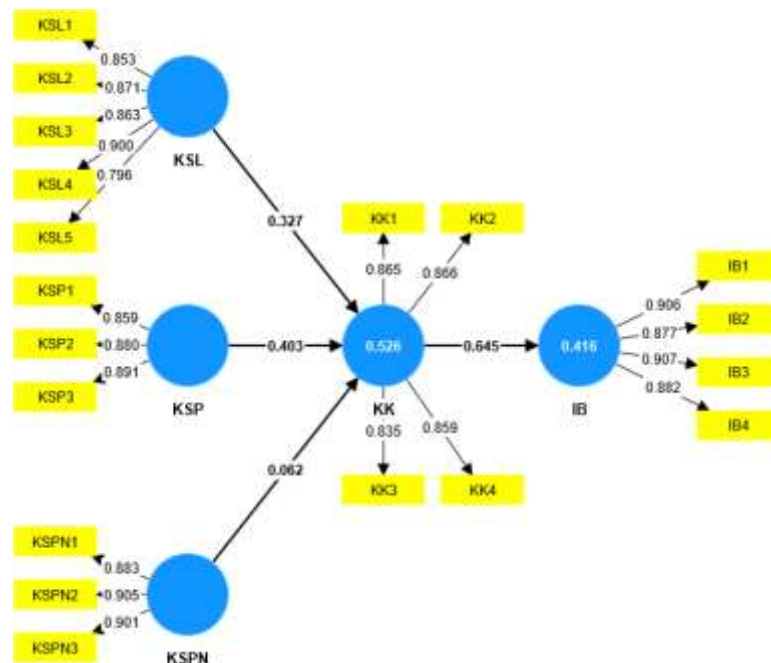 KSL1
0.853
KSL2
0.871
KSL3
0.863
KSL4
0.900
KSL5
0.796
KSL
0.327
KSP1
0.859
KSP2
0.880
KSP3
0.891
KSP
0.403
KSPN1
0.883
KSPN2
0.905
KSPN3
0.901
KSPN
0.062
KK1
KK2
0.865
0.866
0.526
KK
0.645
0.835
0.859
KK3
KK4
0.416
IB
IB1
0.906
IB2
0.877
IB3
0.907
IB4
0.882